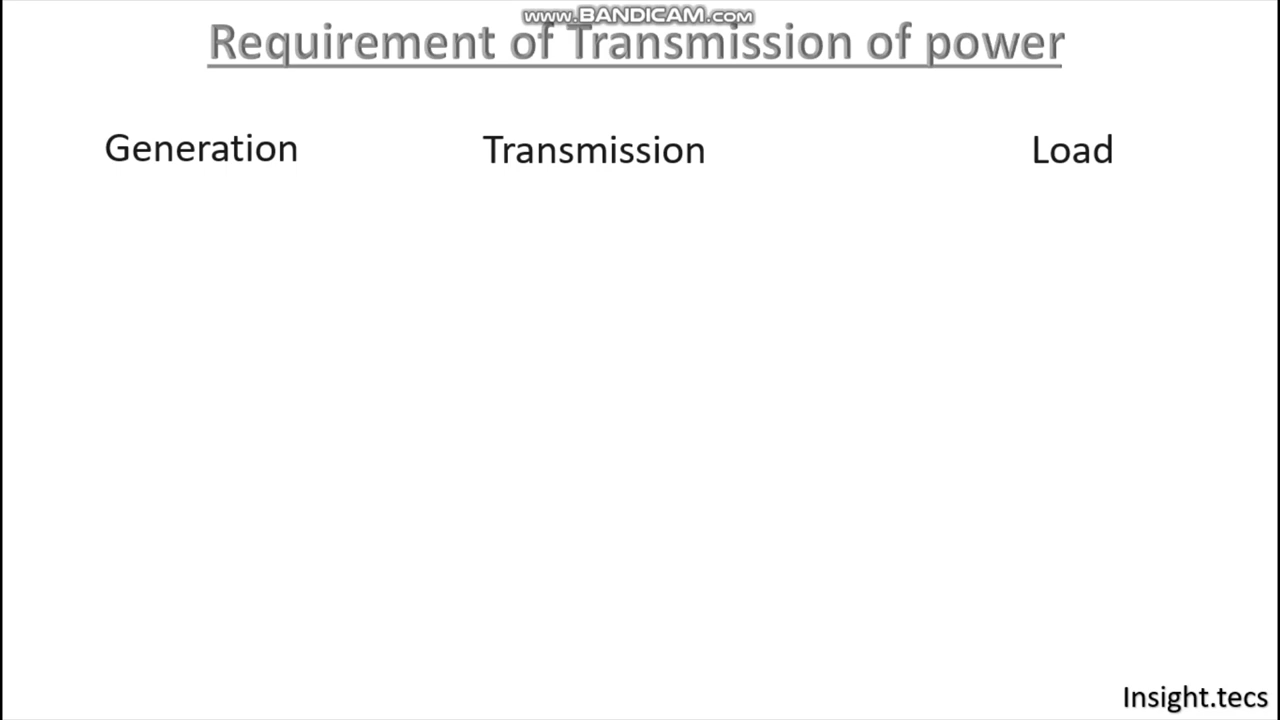 www.BANDICAM.com
Requirement of Transmission of power
Generation Transmission Load
Insight.tecs